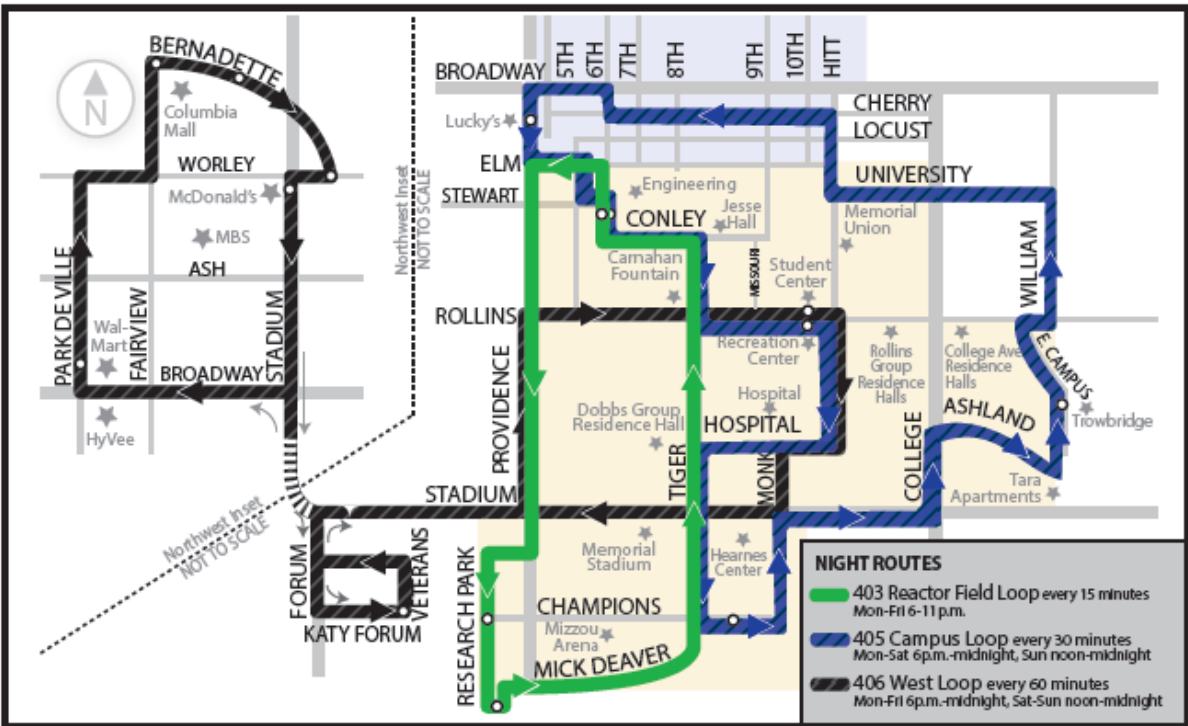 BERNADETTE
N
Columbia
Mall
WORLEY
McDonald's
MBS
ASH
PARK DE VILLE
Wal-
Mart
FAIRVIEW
STADIUM
BROADWAY
HyVee
Northwest Inset
NOT TO SCALE
Northwest Inset
NOT TO SCALE
BROADWAY
5TH
6TH
7TH
8TH
9TH
10TH
HITT
CHERRY
LOCUST
Lucky's
ELM
UNIVERSITY
STEWART
Engineering
CONLEY
Jesse
Hall
Memorial
Union
WILLIAM
Carnahan
Fountain
MISSOURI
Student
Center
ROLLINS
Recreation
Center
Rollins
Group
Residence
Halls
College Ave
Residence
Halls
E. CAMPUS
PROVIDENCE
Hospital
Dobbs Group
Residence Hall
HOSPITAL
ASHLAND
Trowbridge
TIGER
MONK
COLLEGE
Tara
Apartments
STADIUM
FORUM
VETERANS
KATY FORUM
RESEARCH PARK
Memorial
Stadium
Hearnes
Center
CHAMPIONS
Mizzou
Arena
MICK DEAVER
NIGHT ROUTES
403 Reactor Field Loop every 15 minutes
Mon-Fri 6-11 p.m.
405 Campus Loop every 30 minutes
Mon-Sat 6p.m.-midnight, Sun noon-midnight
406 West Loop every 60 minutes
Mon-Fri 6p.m.-midnight, Sat-Sun noon-midnight